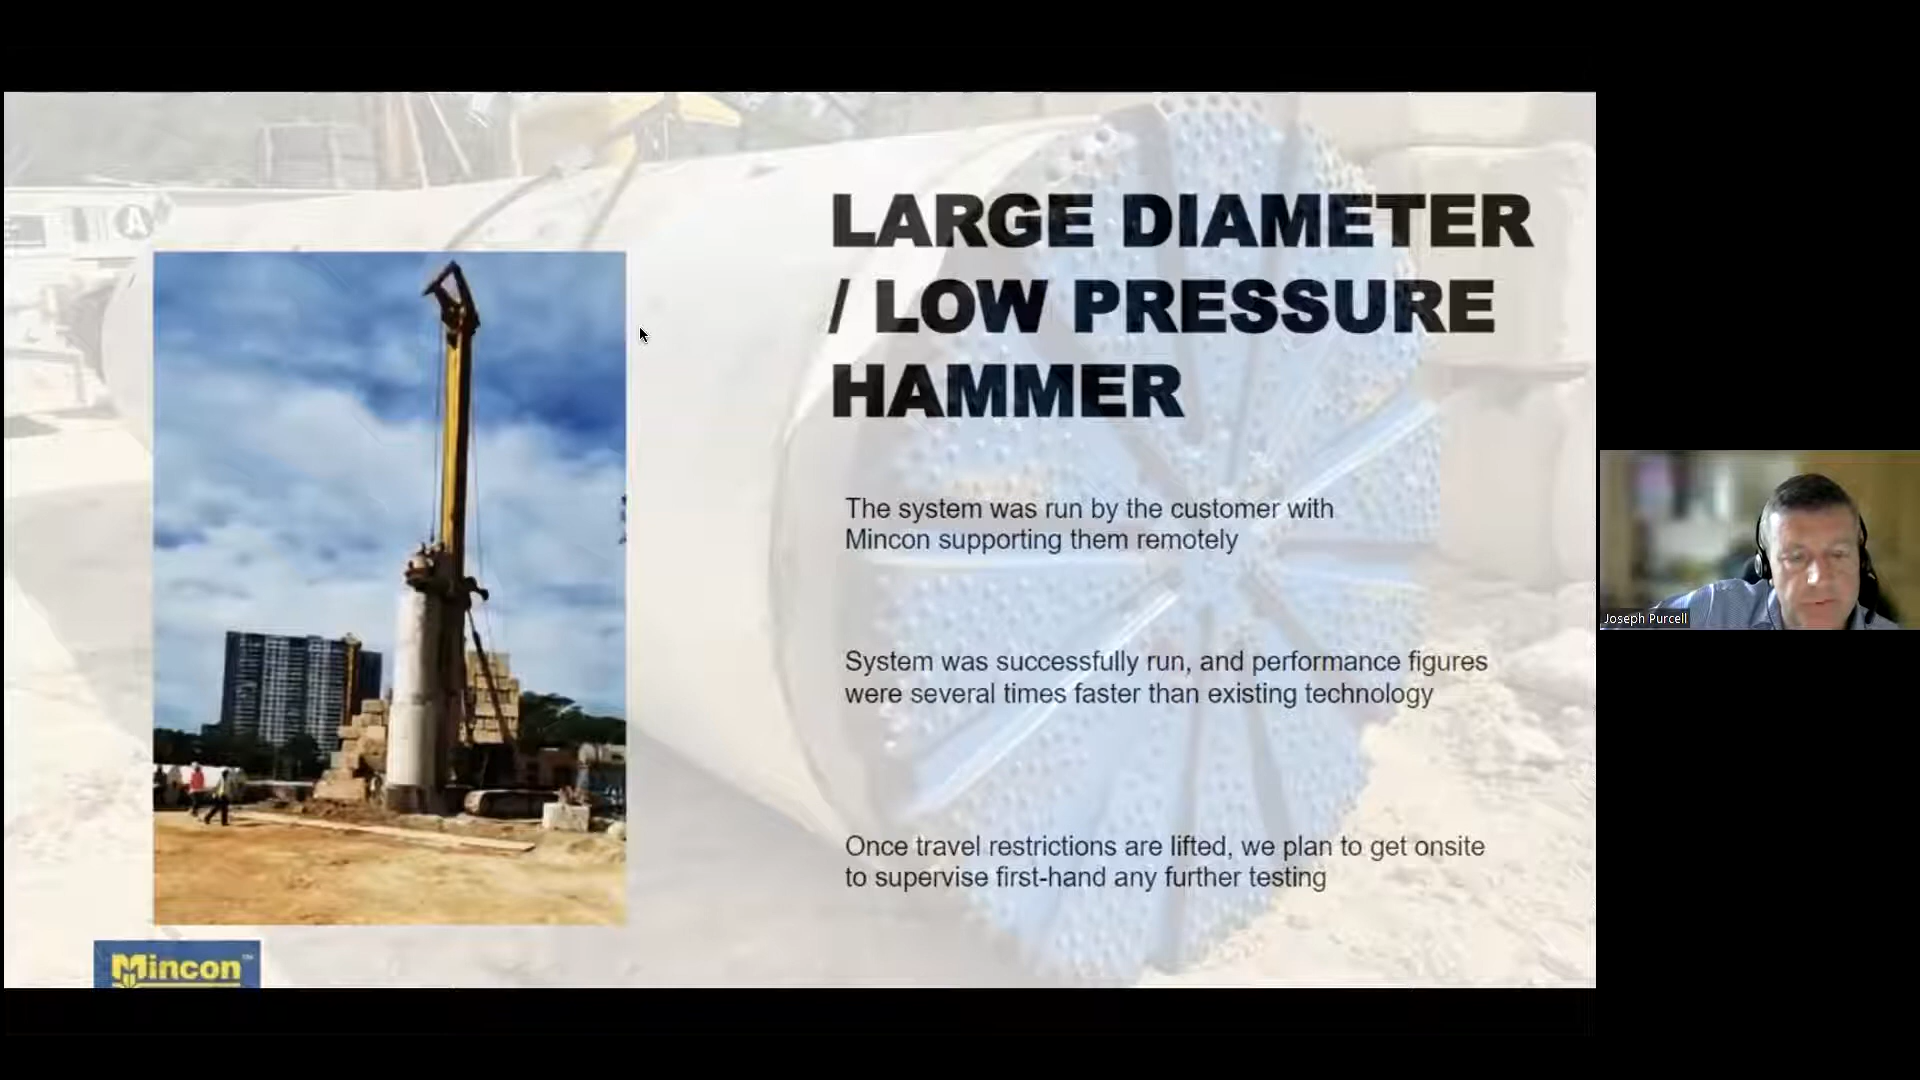 LARGE DIAMETER
/ LOW PRESSURE
HAMMER
The system was run by the customer with
Mincon supporting them remotely
System was successfully run, and performance figures
were several times faster than existing technology
Once travel restrictions are lifted, we plan to get onsite
to supervise first-hand any further testing
A
Mincon™
Joseph Purcell